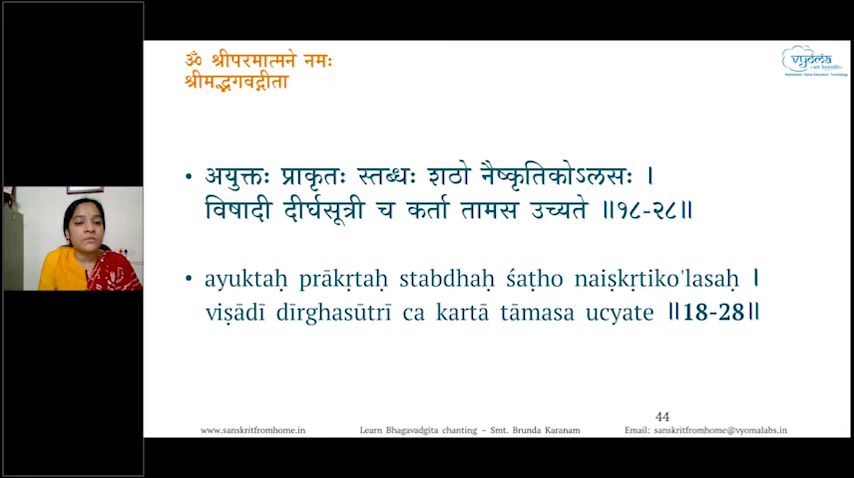 ॐ श्रीपरमात्मने नमः
श्रीमद्भगवद्गीता
vyoma
• अयुक्तः प्राकृतः स्तब्धः शठो नैष्कृतिकोऽलसः ।
विषादी दीर्घसूत्री च कर्ता तामस उच्यते ॥१८-२८॥
• ayuktaḥ prākṛtaḥ stabdhaḥ śaṭho naiṣkṛtiko'lasaḥ ।
viṣādī dīrghasūtrī ca kartā tāmasa ucyate ॥18-28॥
44
www.sanskritfromhome.in Learn Bhagavadgita chanting – Smt. Brunda Karanam Email: sanskritfromhome@vyomalabs.in